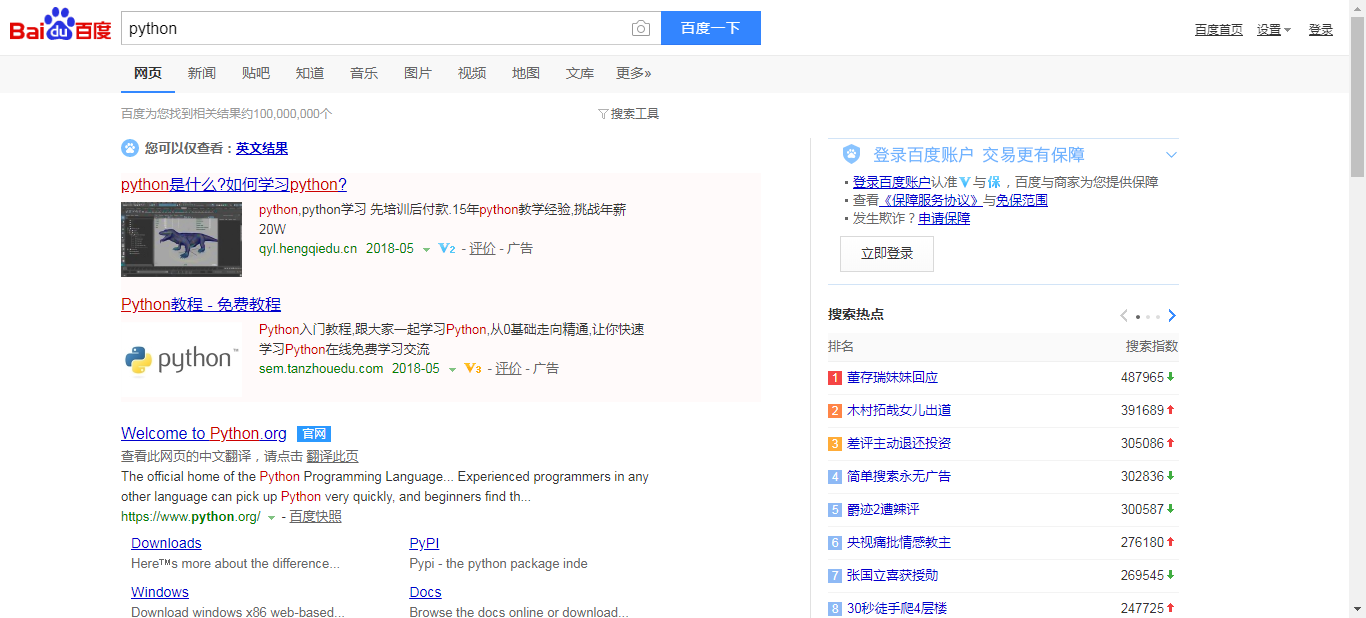 Bai du 百度
python
百度一下
百度首页 设置 登录
网页 新闻 贴吧 知道 音乐 图片 视频 地图 文库 更多»
百度为您找到相关结果约100,000,000个
搜索工具
您可以仅查看：英文结果
python是什么?如何学习python?
python,python学习 先培训后付款.15年python教学经验,挑战年薪
20W
qyl.hengqiedu.cn 2018-05 V2 - 评价 - 广告
Python教程 - 免费教程
python™
Python入门教程,跟大家一起学习Python,从0基础走向精通,让你快速
学习Python在线免费学习交流
sem.tanzhouedu.com 2018-05 V3 - 评价 - 广告
Welcome to Python.org 官网
查看此网页的中文翻译，请点击 翻译此页
The official home of the Python Programming Language... Experienced programmers in any
other language can pick up Python very quickly, and beginners find th...
https://www.python.org/ - 百度快照
Downloads
Here™s more about the difference...
PyPI
Pypi - the python package inde
Windows
Download windows x86 web-based...
Docs
Browse the docs online or download...
登录百度账户 交易更有保障
登录百度账户认准V与保，百度与商家为您提供保障
查看《保障服务协议》与免保范围
发生欺诈？申请保障
立即登录
搜索热点
排名 搜索指数
1 董存瑞妹妹回应 487965
2 木村拓哉女儿出道 391689
3 差评主动退还投资 305086
4 简单搜索永无广告 302836
5 爵迹2遭辣评 300587
6 央视痛批情感教主 276180
7 张国立喜获授勋 269545
8 30秒徒手爬4层楼 247725